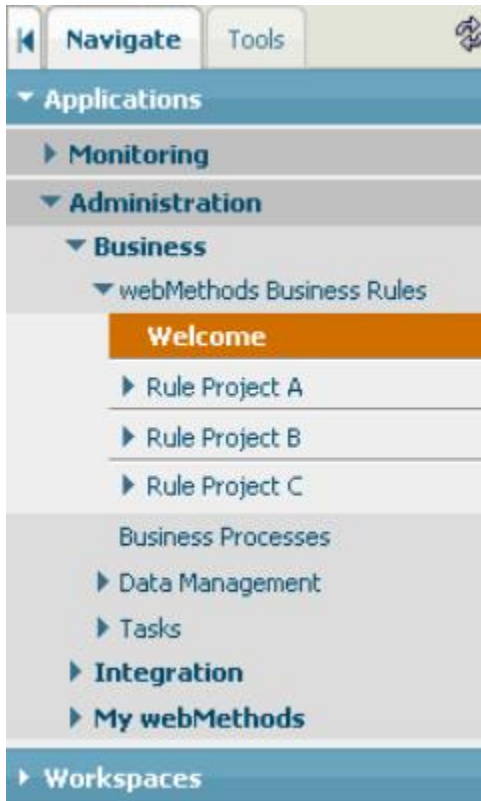 Navigate Tools
Applications
Monitoring
Administration
Business
webMethods Business Rules
Welcome
Rule Project A
Rule Project B
Rule Project C
Business Processes
Data Management
Tasks
Integration
My webMethods
Workspaces